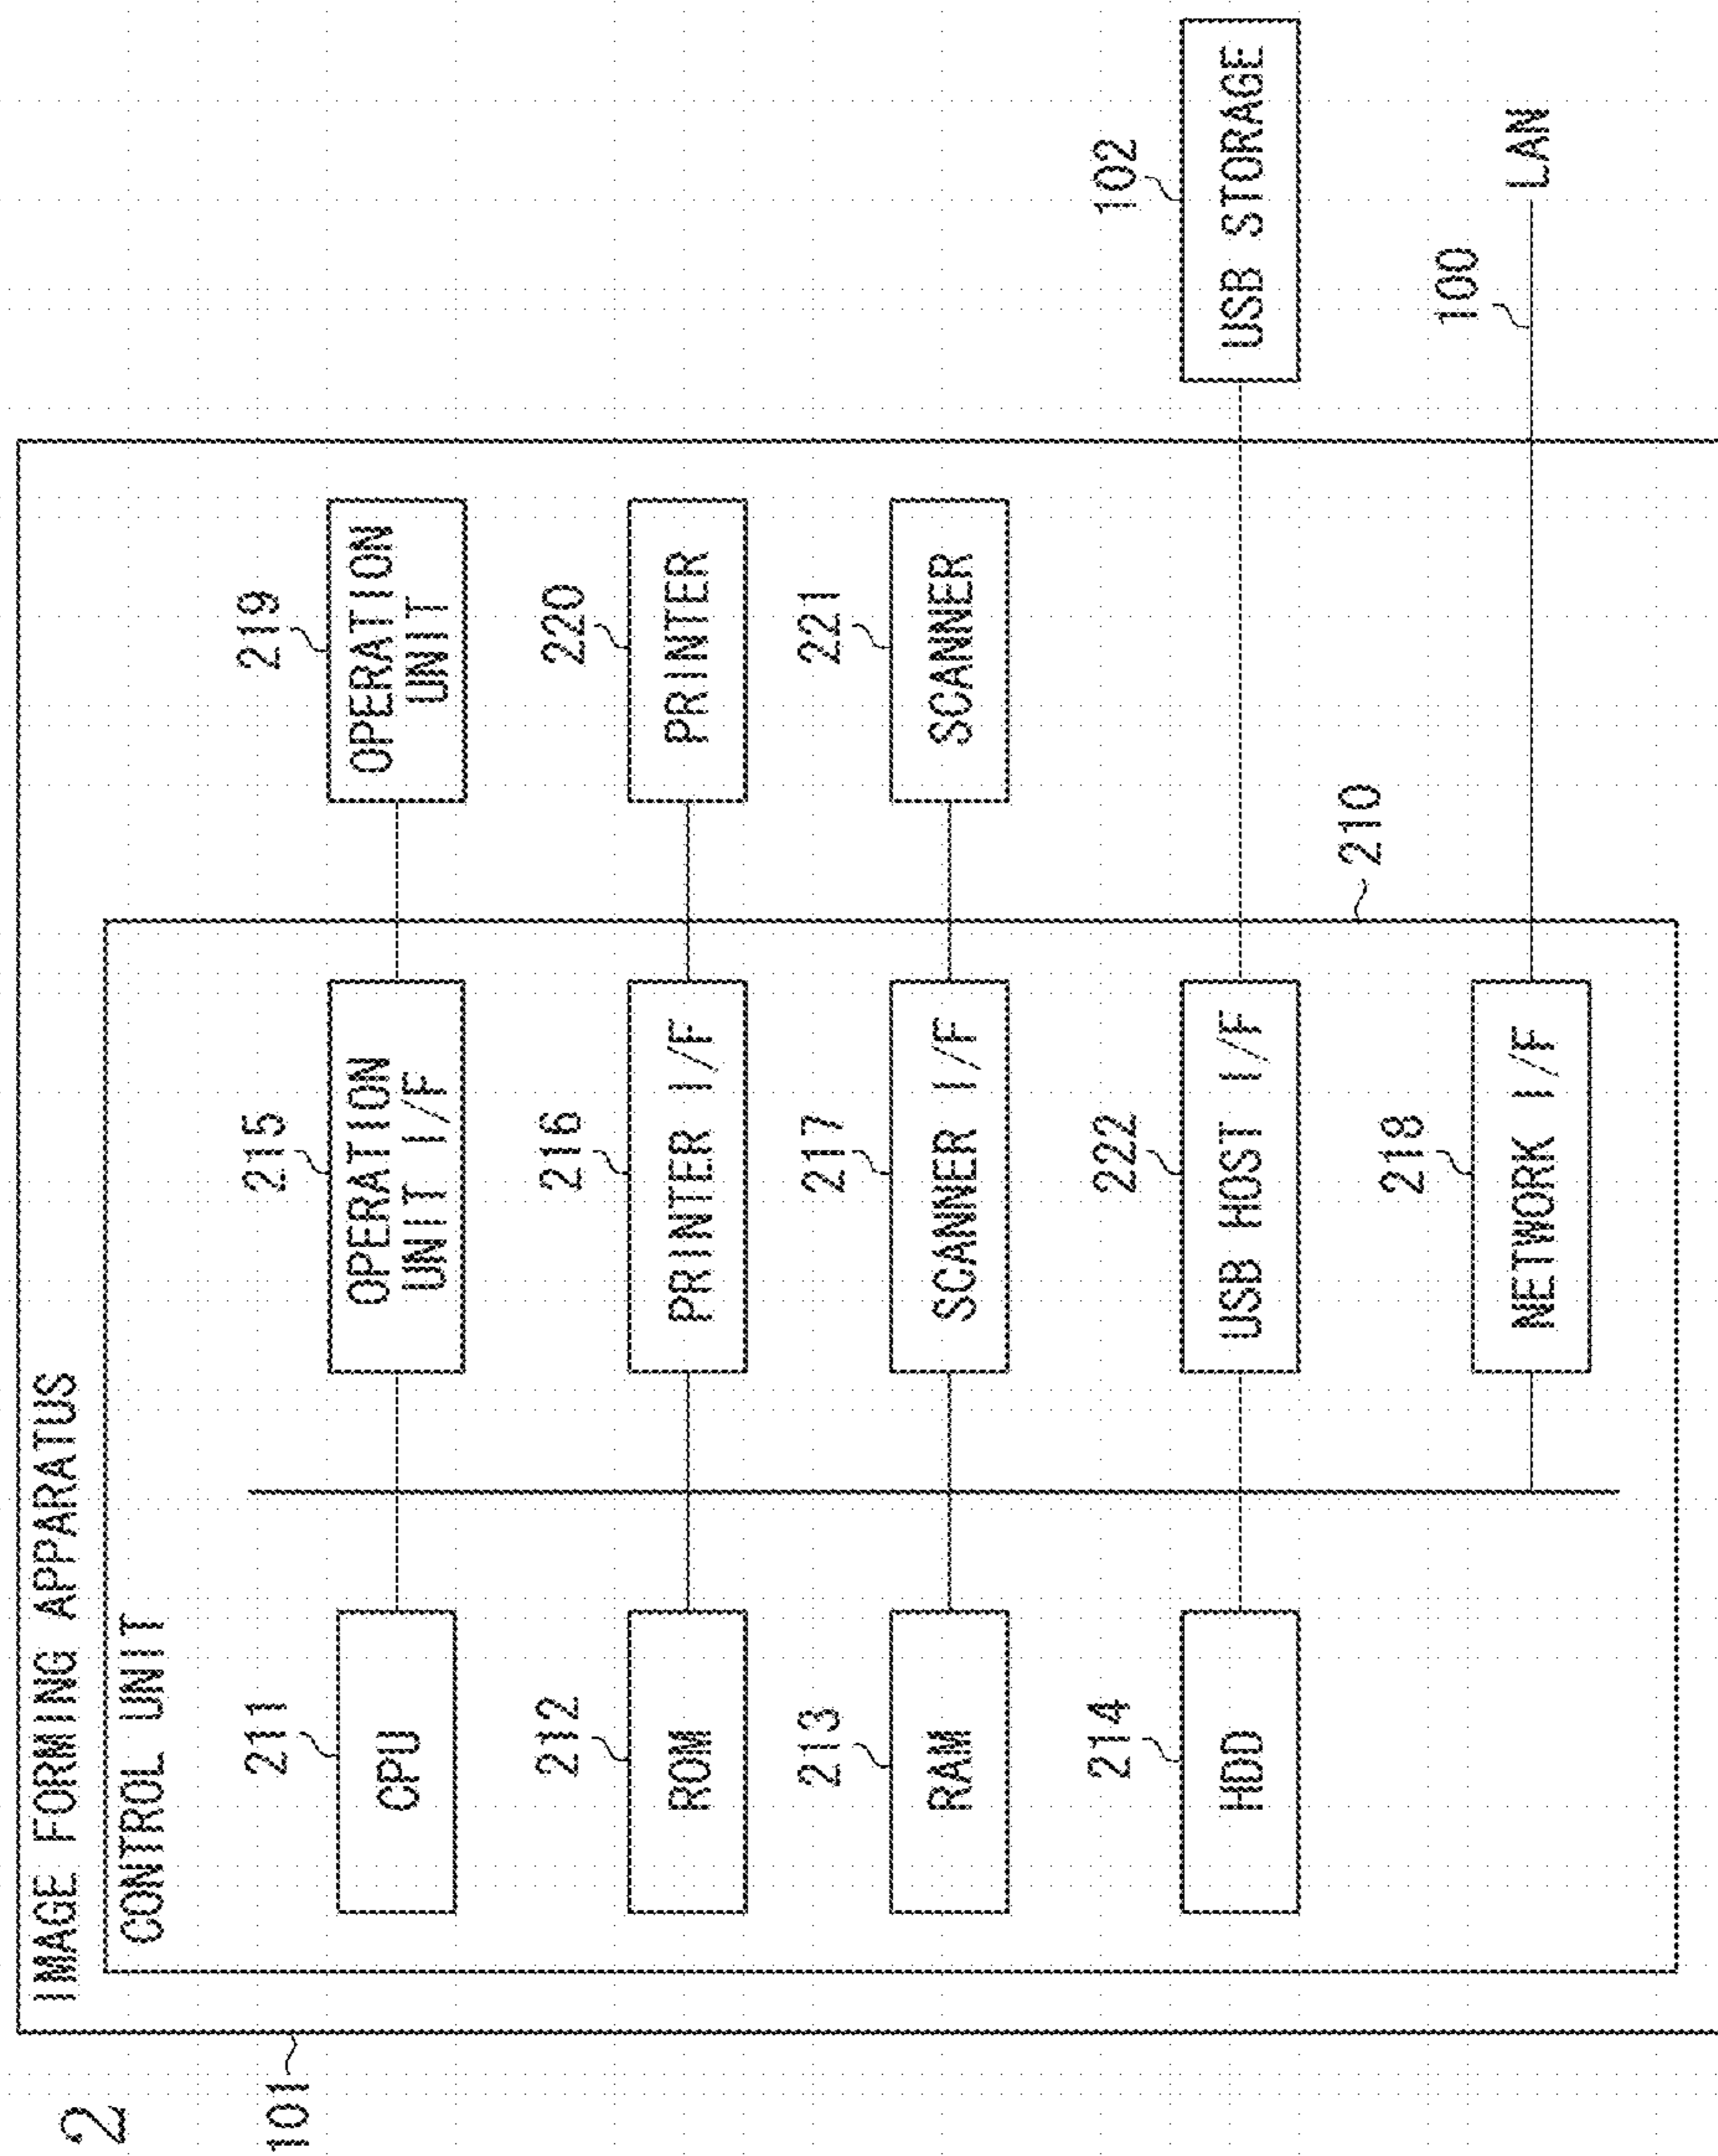 2
IMAGE FORMING APPARATUS
101
CONTROL UNIT
211
CPU
215
OPERATION
UNIT I/F
219
OPERATION
UNIT
212
ROM
216
PRINTER I/F
220
PRINTER
213
RAM
217
SCANNER I/F
221
SCANNER
214
HDD
222
USB HOST I/F
102
USB STORAGE
210
218
NETWORK I/F
100
LAN